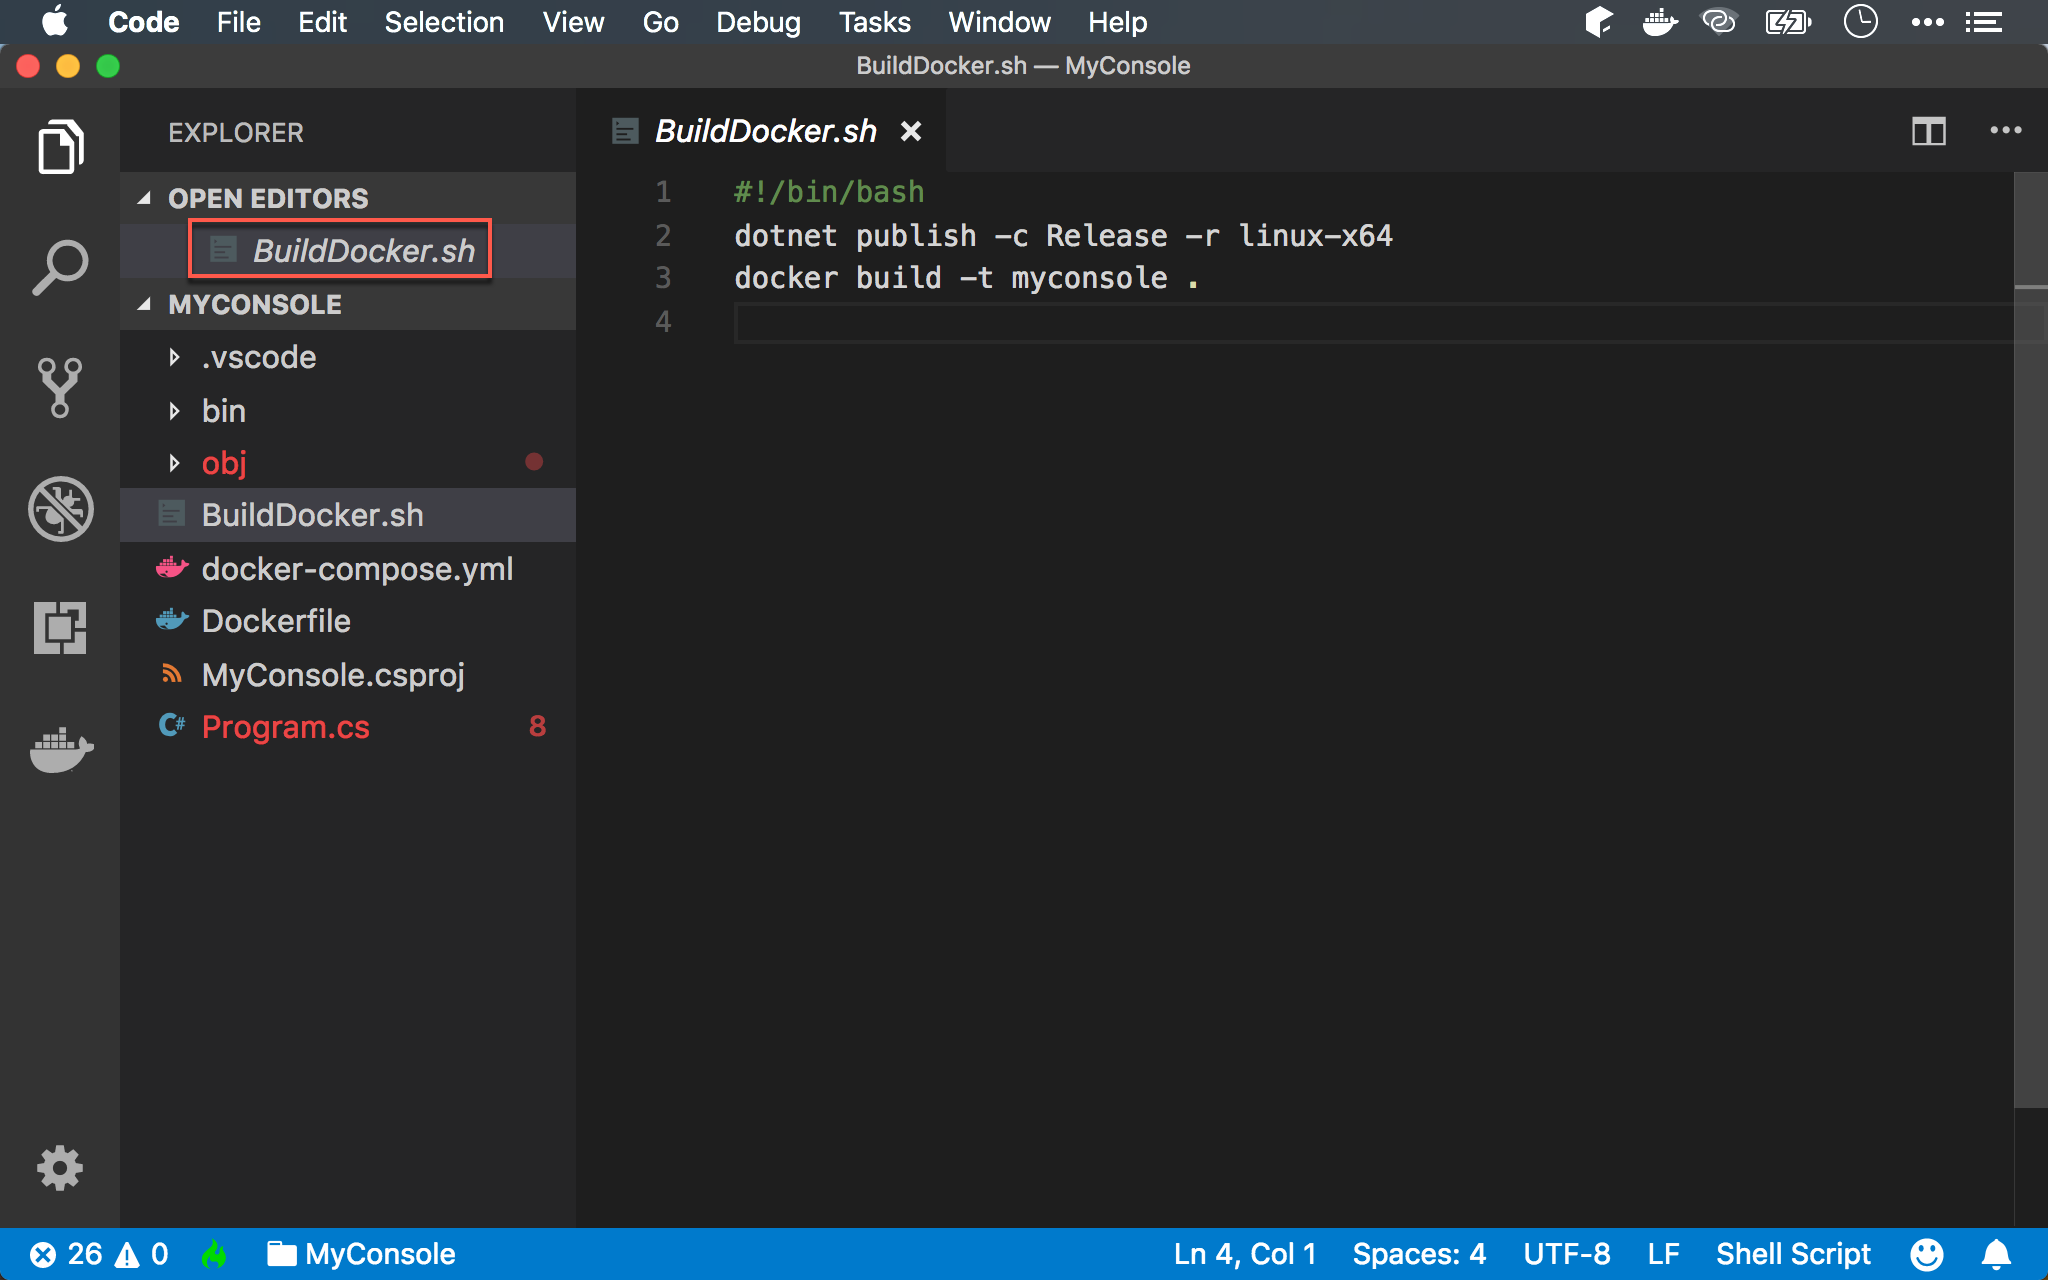 Code File Edit Selection View Go Debug Tasks Window Help
BuildDocker.sh — MyConsole
EXPLORER
OPEN EDITORS
BuildDocker.sh
MYCONSOLE
.vscode
bin
obj
BuildDocker.sh
docker-compose.yml
Dockerfile
MyConsole.csproj
C# Program.cs 8
BuildDocker.sh
1 #!/bin/bash
2 dotnet publish -c Release -r linux-x64
3 docker build -t myconsole .
4
26 0 MyConsole Ln 4, Col 1 Spaces: 4 UTF-8 LF Shell Script